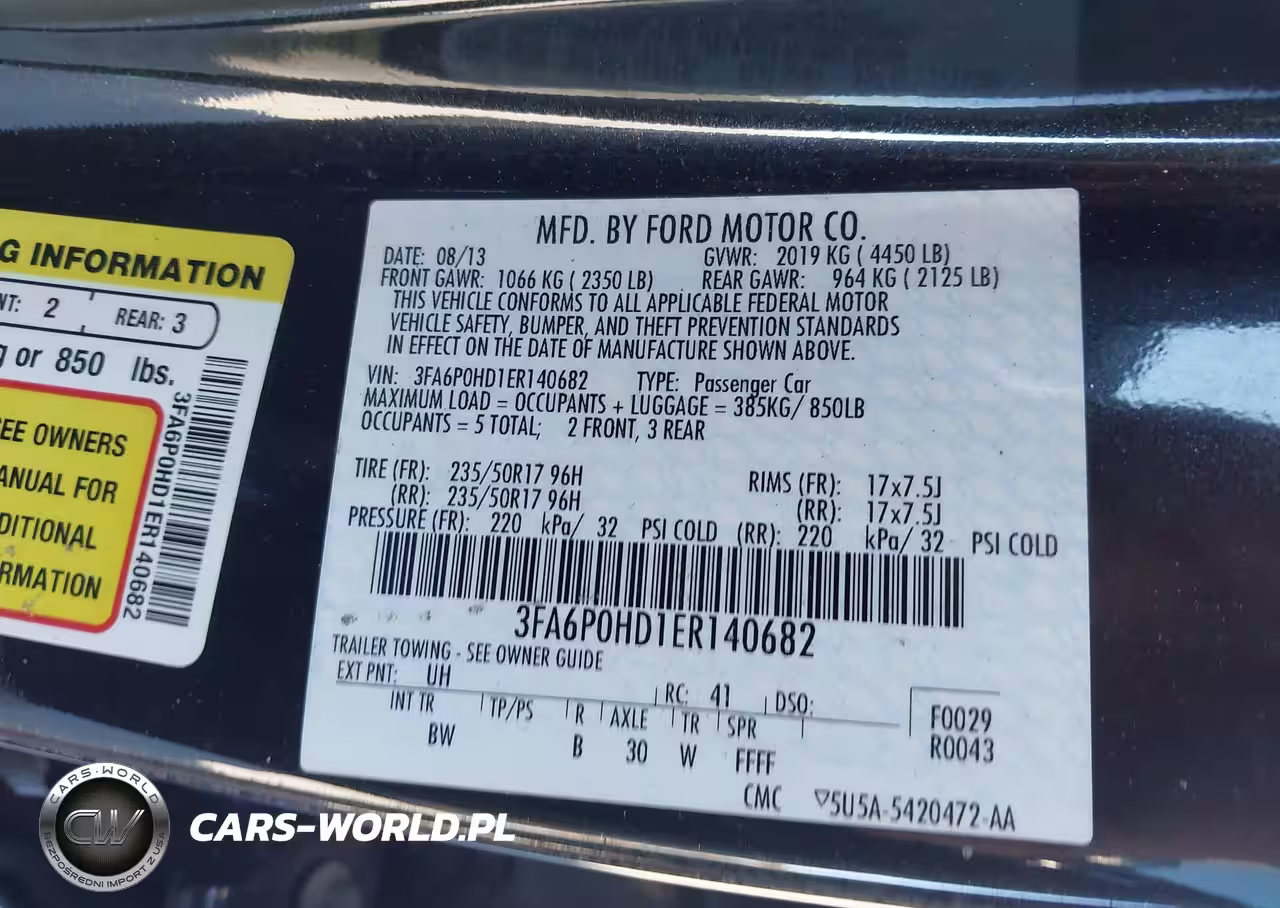 G INFORMATION
NT: 2 REAR: 3
g or 850 lbs.
SEE OWNERS
ANUAL FOR
DITIONAL
RMATION
3FA6P0HD1ER140682
MFD. BY FORD MOTOR CO.
DATE: 08/13 GVWR: 2019 KG ( 4450 LB)
FRONT GAWR: 1066 KG ( 2350 LB) REAR GAWR: 964 KG ( 2125 LB)
THIS VEHICLE CONFORMS TO ALL APPLICABLE FEDERAL MOTOR
VEHICLE SAFETY, BUMPER, AND THEFT PREVENTION STANDARDS
IN EFFECT ON THE DATE OF MANUFACTURE SHOWN ABOVE.
VIN: 3FA6P0HD1ER140682 TYPE: Passenger Car
MAXIMUM LOAD = OCCUPANTS + LUGGAGE = 385KG/ 850LB
OCCUPANTS = 5 TOTAL; 2 FRONT, 3 REAR
TIRE (FR): 235/50R17 96H RIMS (FR): 17x7.5J
(RR): 235/50R17 96H (RR): 17x7.5J
PRESSURE (FR): 220 kPa/ 32 PSI COLD (RR): 220 kPa/ 32 PSI COLD
3FA6P0HD1ER140682
TRAILER TOWING - SEE OWNER GUIDE
EXT PNT: UH RC: 41 DSO:
INT TR TP/PS R AXLE TR SPR F0029
BW B 30 W FFFF R0043
CMC ▽5U5A-5420472-AA
CARS-WORLD
CW
BEZPOŚREDNI IMPORT Z USA
CARS-WORLD.PL